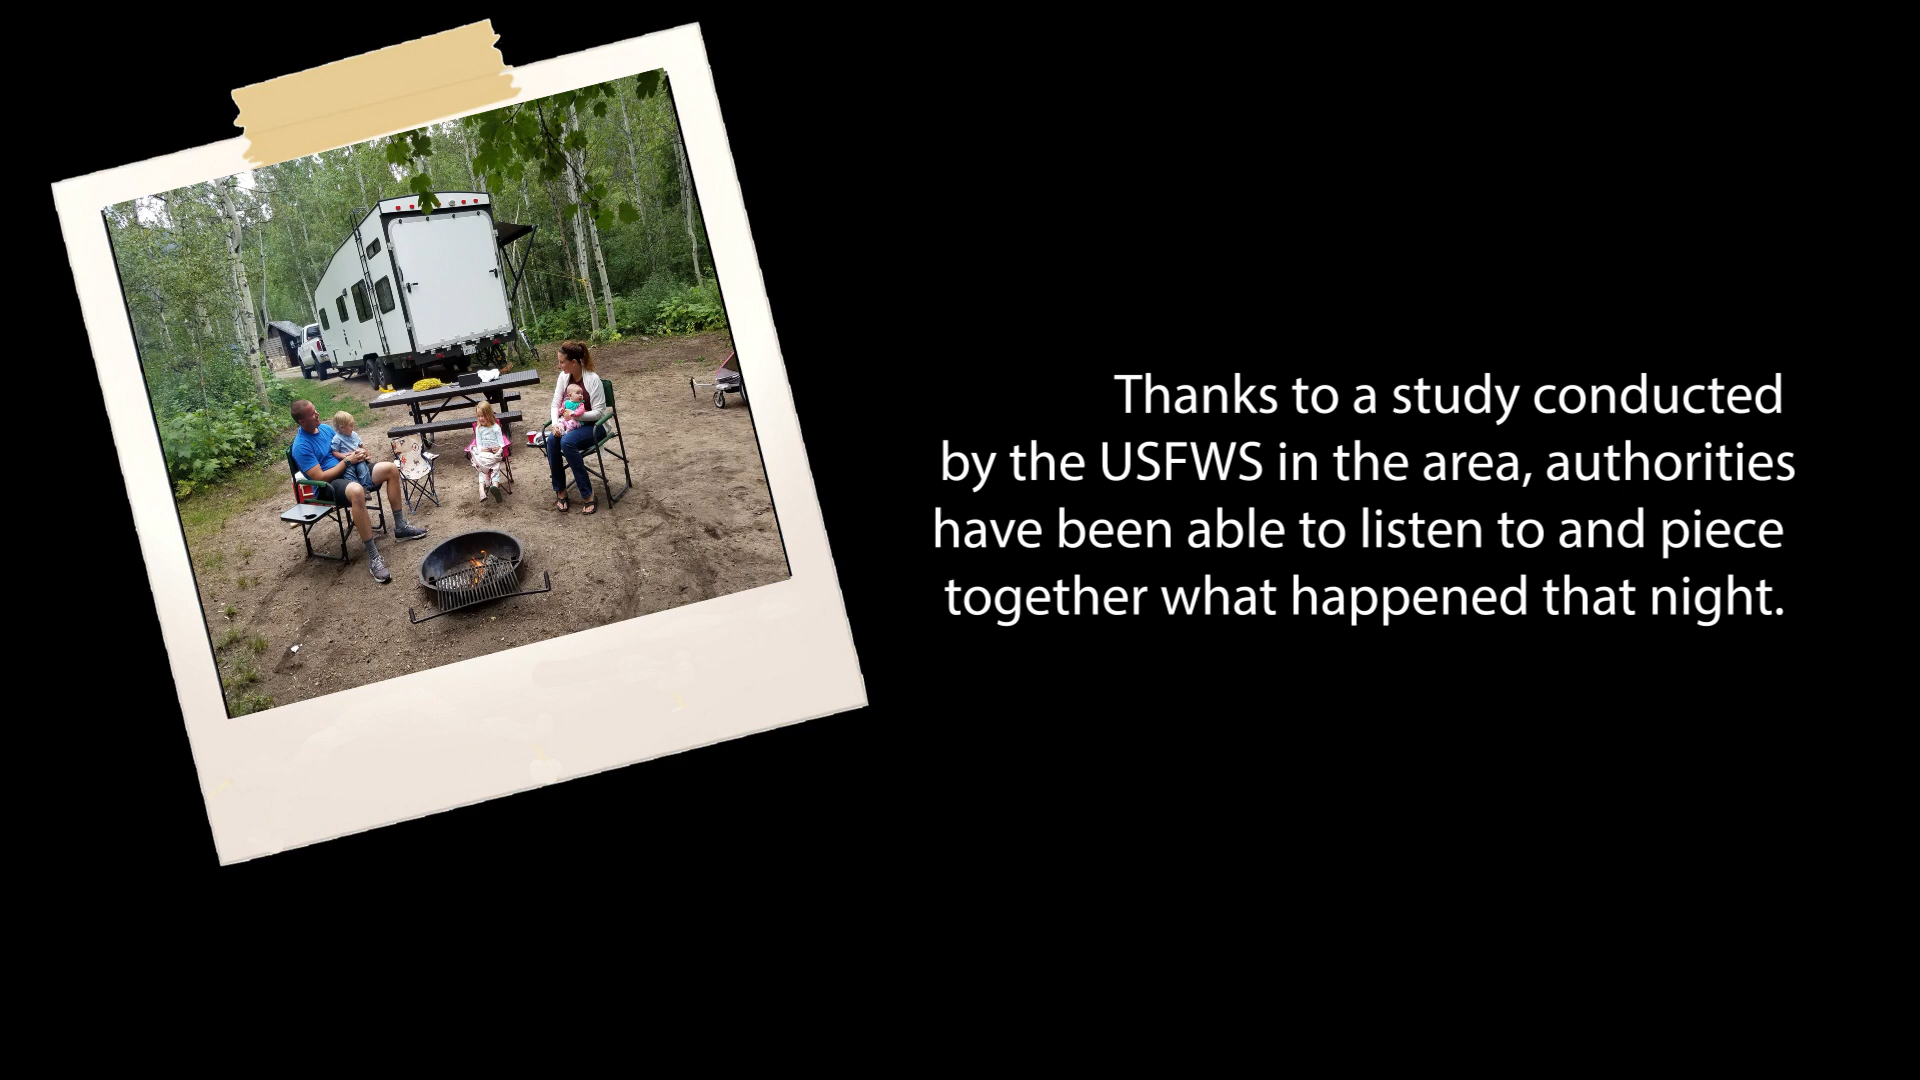 Thanks to a study conducted
by the USFWS in the area, authorities
have been able to listen to and piece
together what happened that night.